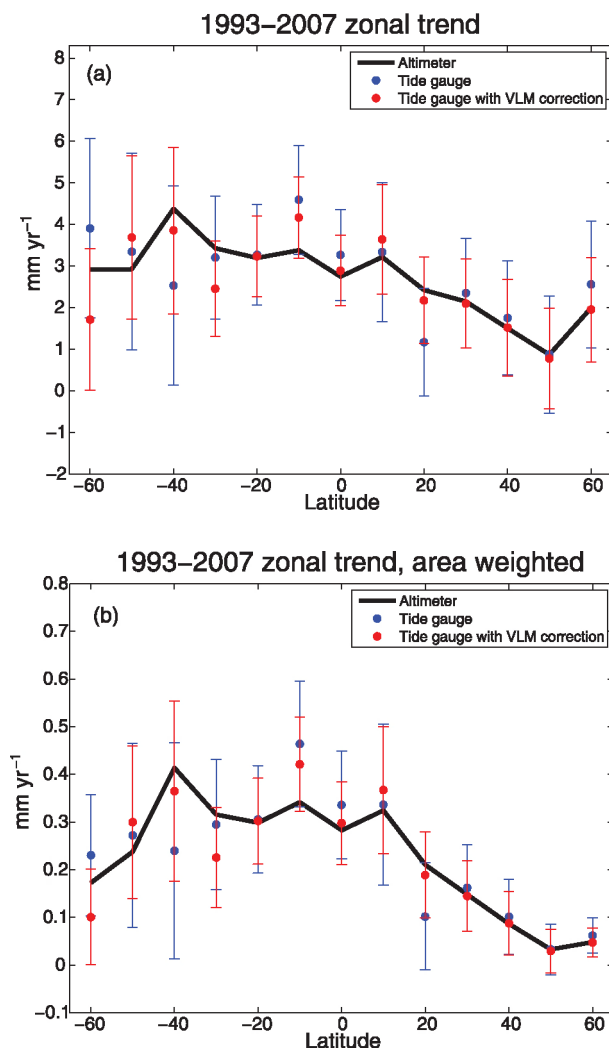 1993−2007 zonal trend
(a)
Altimeter
Tide gauge
Tide gauge with VLM correction
8
7
6
5
4
3
2
1
0
−1
−2
mm yr−1
−60 −40 −20 0 20 40 60
Latitude
1993−2007 zonal trend, area weighted
(b)
Altimeter
Tide gauge
Tide gauge with VLM correction
0.8
0.7
0.6
0.5
0.4
0.3
0.2
0.1
0
−0.1
mm yr−1
−60 −40 −20 0 20 40 60
Latitude